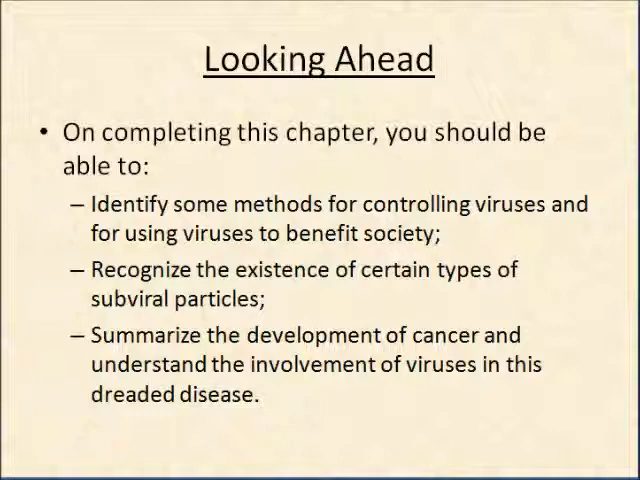 Looking Ahead
• On completing this chapter, you should be
able to:
– Identify some methods for controlling viruses and
for using viruses to benefit society;
– Recognize the existence of certain types of
subviral particles;
– Summarize the development of cancer and
understand the involvement of viruses in this
dreaded disease.